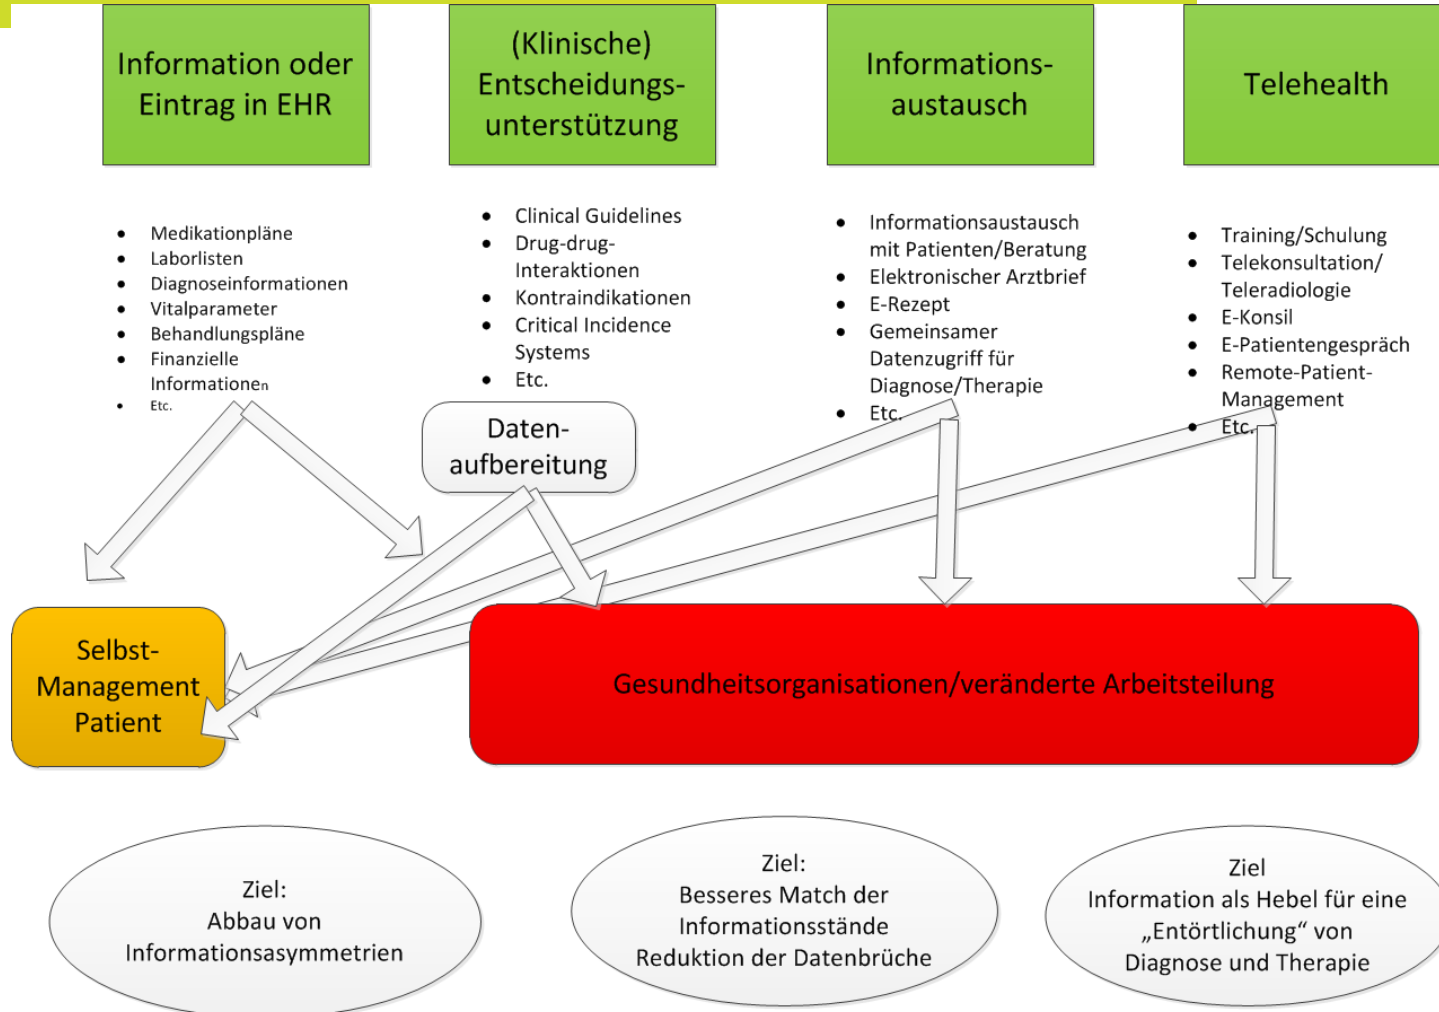 Information oder
Eintrag in EHR
(Klinische)
Entscheidungs-
unterstützung
Informations-
austausch
Telehealth
• Medikationpläne
• Laborlisten
• Diagnoseinformationen
• Vitalparameter
• Behandlungspläne
• Finanzielle
Informationen
• Etc.
• Clinical Guidelines
• Drug-drug-
Interaktionen
• Kontraindikationen
• Critical Incidence
Systems
• Etc.
• Informationsaustausch
mit Patienten/Beratung
• Elektronischer Arztbrief
• E-Rezept
• Gemeinsamer
Datenzugriff für
Diagnose/Therapie
• Etc.
• Training/Schulung
• Telekonsultation/
Teleradiologie
• E-Konsil
• E-Patientengespräch
• Remote-Patient-
Management
• Etc.
Daten-
aufbereitung
Selbst-
Management
Patient
Gesundheitsorganisationen/veränderte Arbeitsteilung
Ziel:
Abbau von
Informationsasymmetrien
Ziel:
Besseres Match der
Informationsstände
Reduktion der Datenbrüche
Ziel
Information als Hebel für eine
„Entörtlichung“ von
Diagnose und Therapie